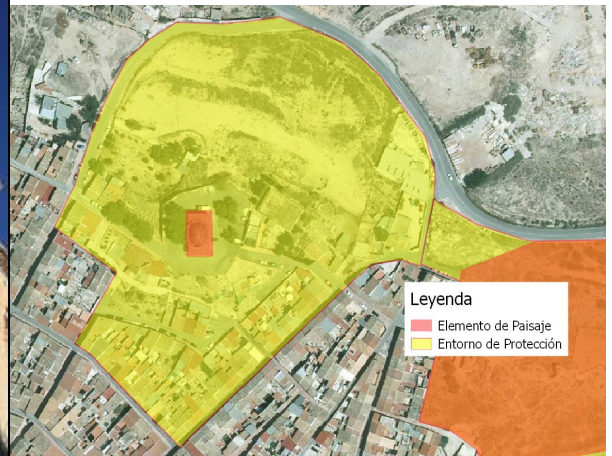 Leyenda
Elemento de Paisaje
Entorno de Protección